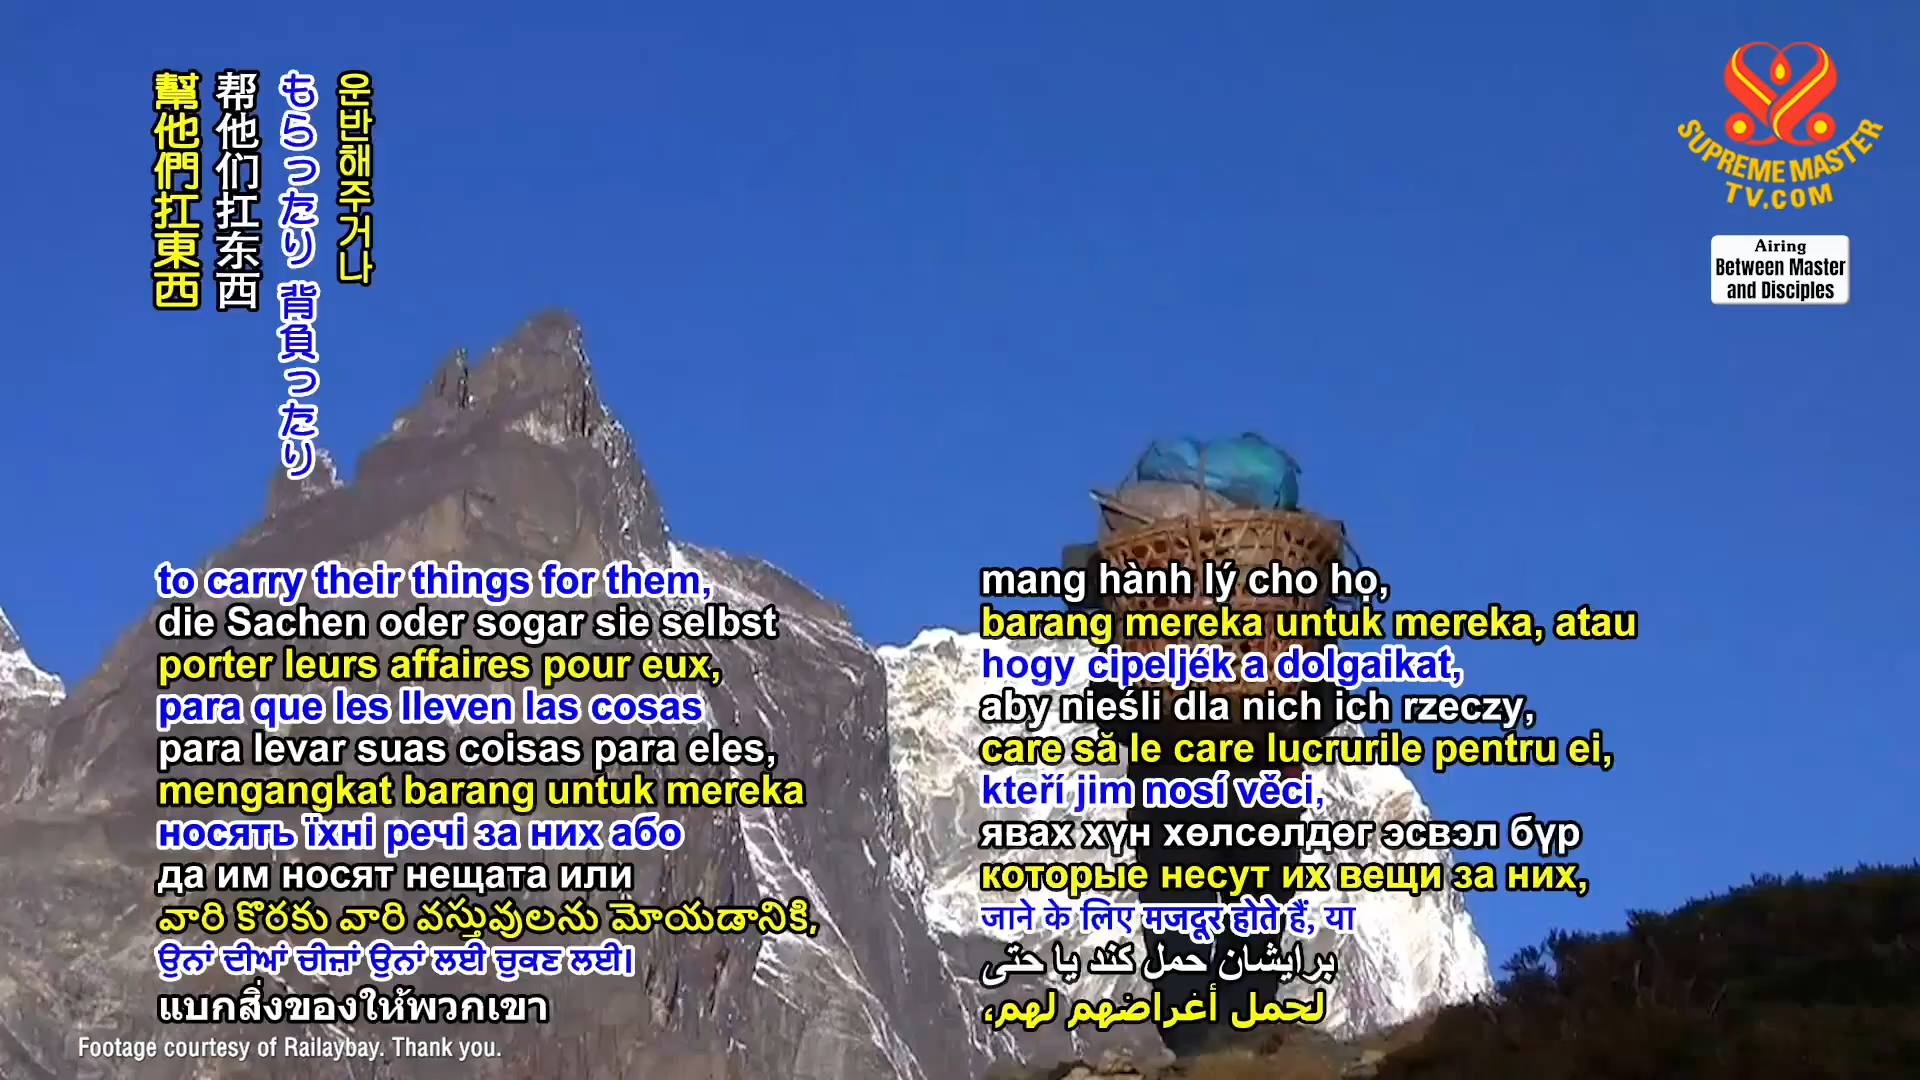 幫他們扛東西
帮他们扛东西
もらったり 背負ったり
운반해주거나
SUPREME MASTER
TV.COM
Airing
Between Master
and Disciples
to carry their things for them,
die Sachen oder sogar sie selbst
porter leurs affaires pour eux,
para que les lleven las cosas
para levar suas coisas para eles,
mengangkat barang untuk mereka
носять їхні речі за них або
да им носят нещата или
వారి కొరకు వారి వస్తువులను మోయడానికి,
ਉਨਾਂ ਦੀਆਂ ਚੀਜ਼ਾਂ ਉਨਾਂ ਲਈ ਚੁਕਣ ਲਈ।
แบกสิ่งของให้พวกเขา
mang hành lý cho họ,
barang mereka untuk mereka, atau
hogy cipeljék a dolgaikat,
aby nieśli dla nich ich rzeczy,
care să le care lucrurile pentru ei,
kteří jim nosí věci,
явах хүн хөлсөлдөг эсвэл бүр
которые несут их вещи за них,
जाने के लिए मजदूर होते हैं, या
برایشان حمل کند یا حتی
لحمل أغراضهم لهم،
Footage courtesy of Railaybay. Thank you.